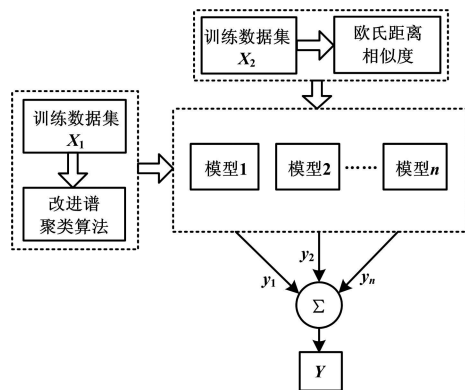 训练数据集
X₂
欧氏距离
相似度
训练数据集
X₁
改进谱
聚类算法
模型1
模型2
……
模型n
y₁
y₂
yₙ
Σ
Y